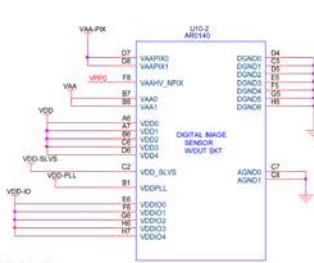 U10-2
AR0140
VAA-PIX
D7 VAAPIX0
D8 VAAPIX1
VPP0 F8 VAAHV_NPIX
VAA
B7 VAA0
B8 VAA1
VDD
A6 VDD0
A7 VDD1
B6 VDD2
C6 VDD3
D6 VDD4
VDD-SLVS
C2 VDD_SLVS
VDD-PLL
B1 VDDPLL
VDD-IO
E6 VDDIO0
F6 VDDIO1
G6 VDDIO2
H6 VDDIO3
H7 VDDIO4
DIGITAL IMAGE
SENSOR
W/DUT SKT
DGND0 D4
DGND1 C5
DGND2 D5
DGND3 E5
DGND4 F5
DGND5 G5
DGND6 H5
AGND0 C7
AGND1 C8